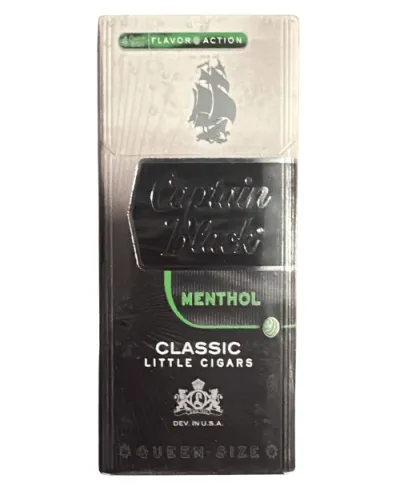 FLAVOR ACTION
Captain
Black
MENTHOL
CLASSIC
LITTLE CIGARS
DEV. IN U.S.A.
QUEEN-SIZE